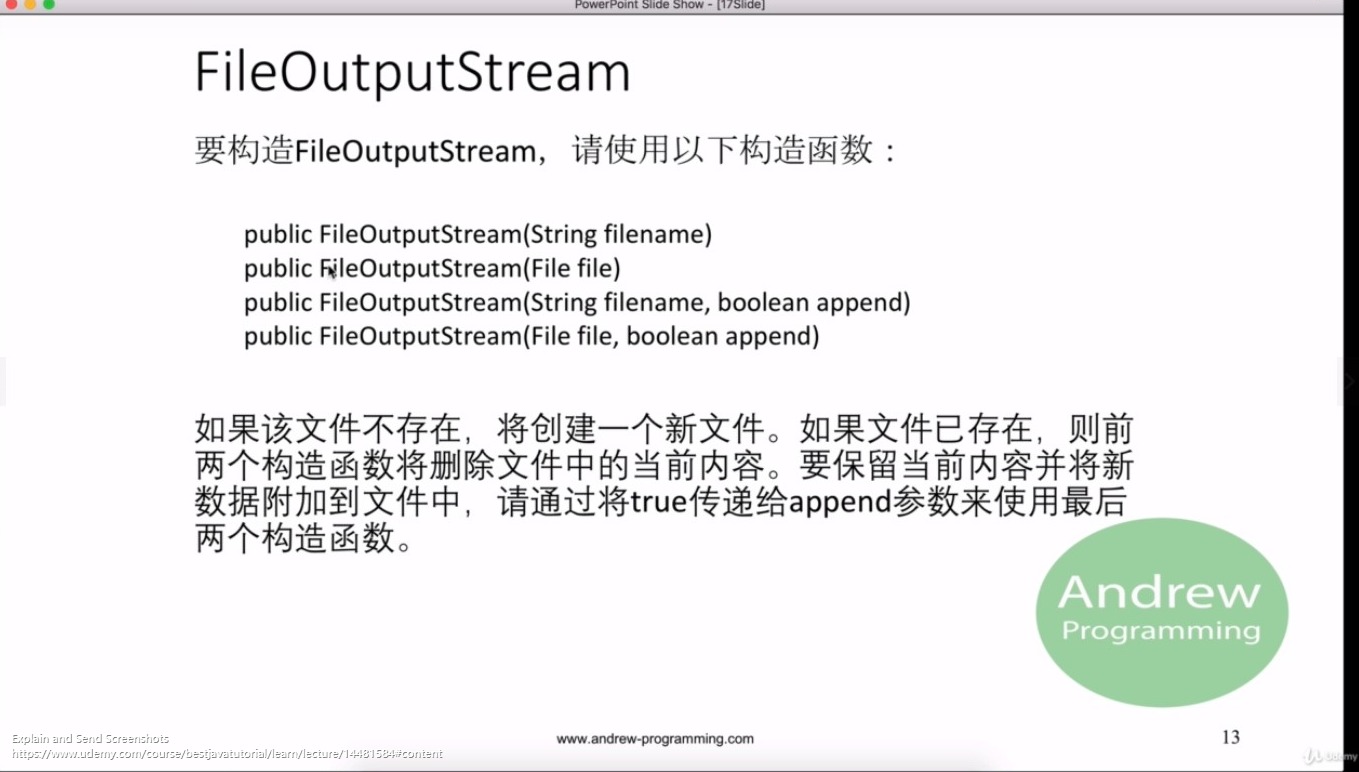 PowerPoint Slide Show - [17Slide]
FileOutputStream
要构造FileOutputStream，请使用以下构造函数：
public FileOutputStream(String filename)
public FileOutputStream(File file)
public FileOutputStream(String filename, boolean append)
public FileOutputStream(File file, boolean append)
如果该文件不存在，将创建一个新文件。如果文件已存在，则前
两个构造函数将删除文件中的当前内容。要保留当前内容并将新
数据附加到文件中，请通过将true传递给append参数来使用最后
两个构造函数。
Andrew
Programming
Explain and Send Screenshots
https://www.udemy.com/course/bestjavatutorial/learn/lecture/14481584#content
www.andrew-programming.com
13
Udemy